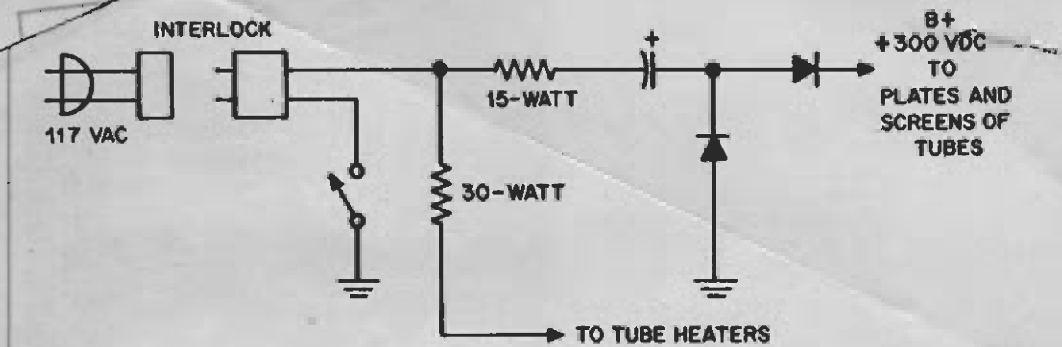 INTERLOCK
117 VAC
15-WATT
+
B+
+300 VDC
TO
PLATES AND
SCREENS OF
TUBES
30-WATT
TO TUBE HEATERS